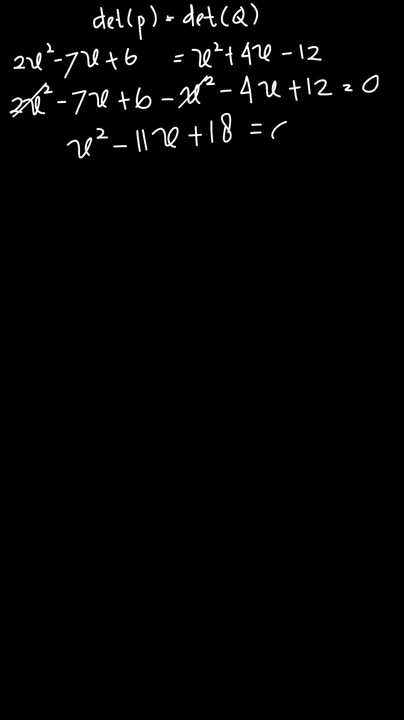 det(p) = det(Q)
2x² - 7x + 6 = x² + 4x - 12
2x² - 7x + 6 - x² - 4x + 12 = 0
x² - 11x + 18 =